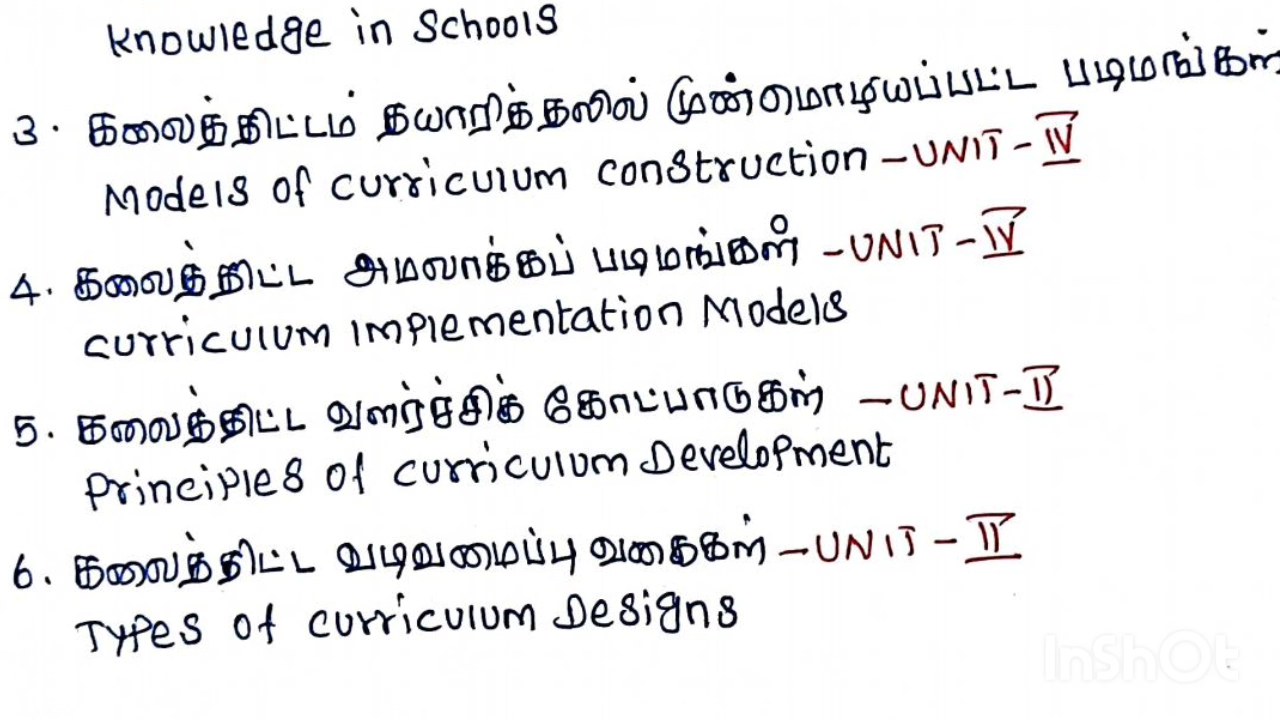 Knowledge in Schools
3. கலைத்திட்டம் தயாரித்தலில் முன்மொழியப்பட்ட படிமங்கள்
Models of curriculum construction - UNIT - IV
4. கலைத்திட்ட அமலாக்கப் படிமங்கள் - UNIT - IV
curriculum Implementation Models
5. கலைத்திட்ட வளர்ச்சிக் கோட்பாடுகள் - UNIT - II
Principles of curriculum Development
6. கலைத்திட்ட வடிவமைப்பு வகைகள் - UNIT - II
Types of curriculum Designs
InShOt